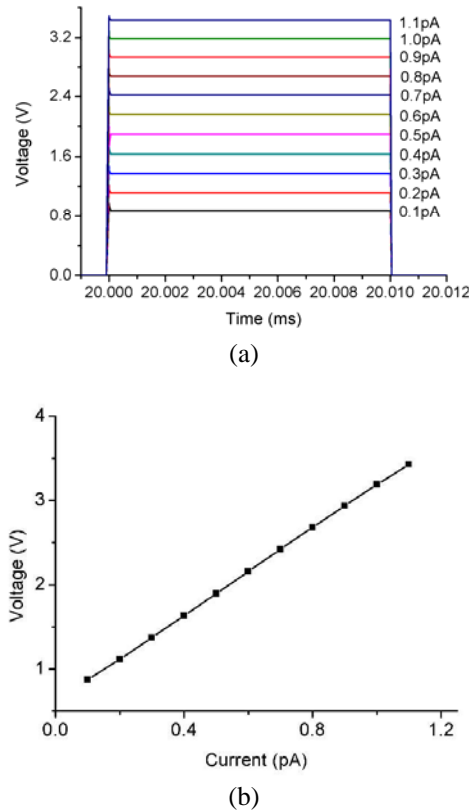 3.2
2.4
1.6
0.8
0.0
Voltage (V)
1.1pA
1.0pA
0.9pA
0.8pA
0.7pA
0.6pA
0.5pA
0.4pA
0.3pA
0.2pA
0.1pA
20.000 20.002 20.004 20.006 20.008 20.010 20.012
Time (ms)
(a)
4
3
2
1
Voltage (V)
0.0 0.4 0.8 1.2
Current (pA)
(b)